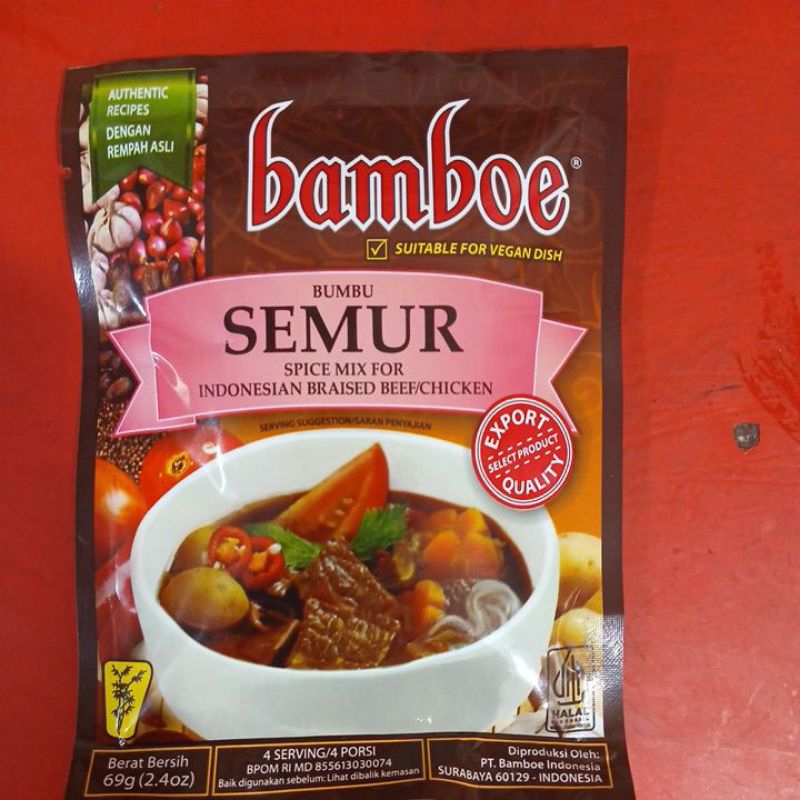 AUTHENTIC
RECIPES
DENGAN
REMPAH ASLI
bamboe®
SUITABLE FOR VEGAN DISH
BUMBU
SEMUR
SPICE MIX FOR
INDONESIAN BRAISED BEEF/CHICKEN
SERVING SUGGESTION/SARAN PENYAJIAN
EXPORT
SELECT PRODUCT
QUALITY
HALAL
Berat Bersih
69g (2.4oz)
4 SERVING/4 PORSI
BPOM RI MD 855613030074
Baik digunakan sebelum: Lihat dibalik kemasan
Diproduksi Oleh:
PT. Bamboe Indonesia
SURABAYA 60129 - INDONESIA